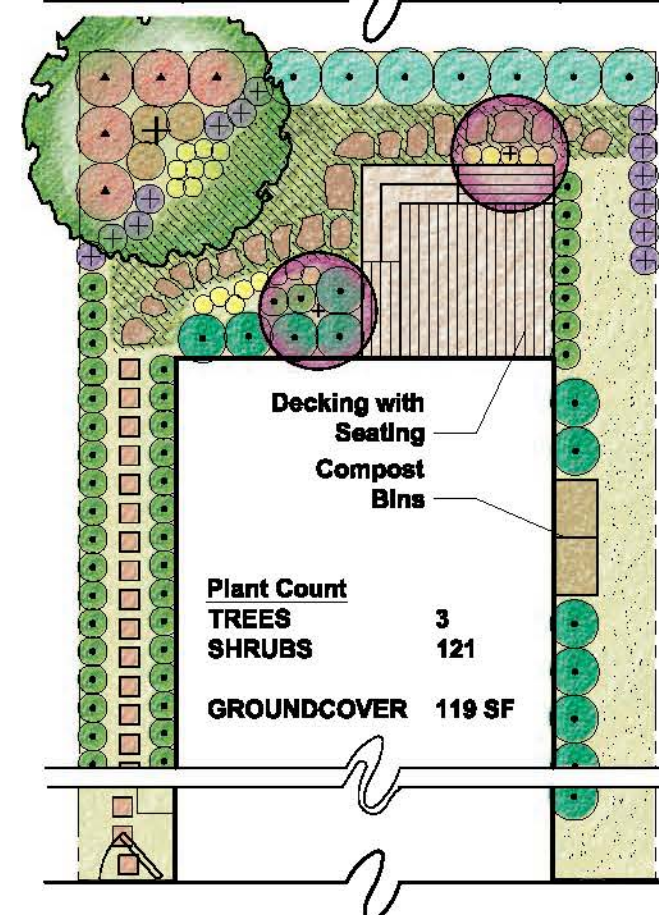 Decking with
Seating
Compost
Bins
Plant Count
TREES 3
SHRUBS 121
GROUNDCOVER 119 SF